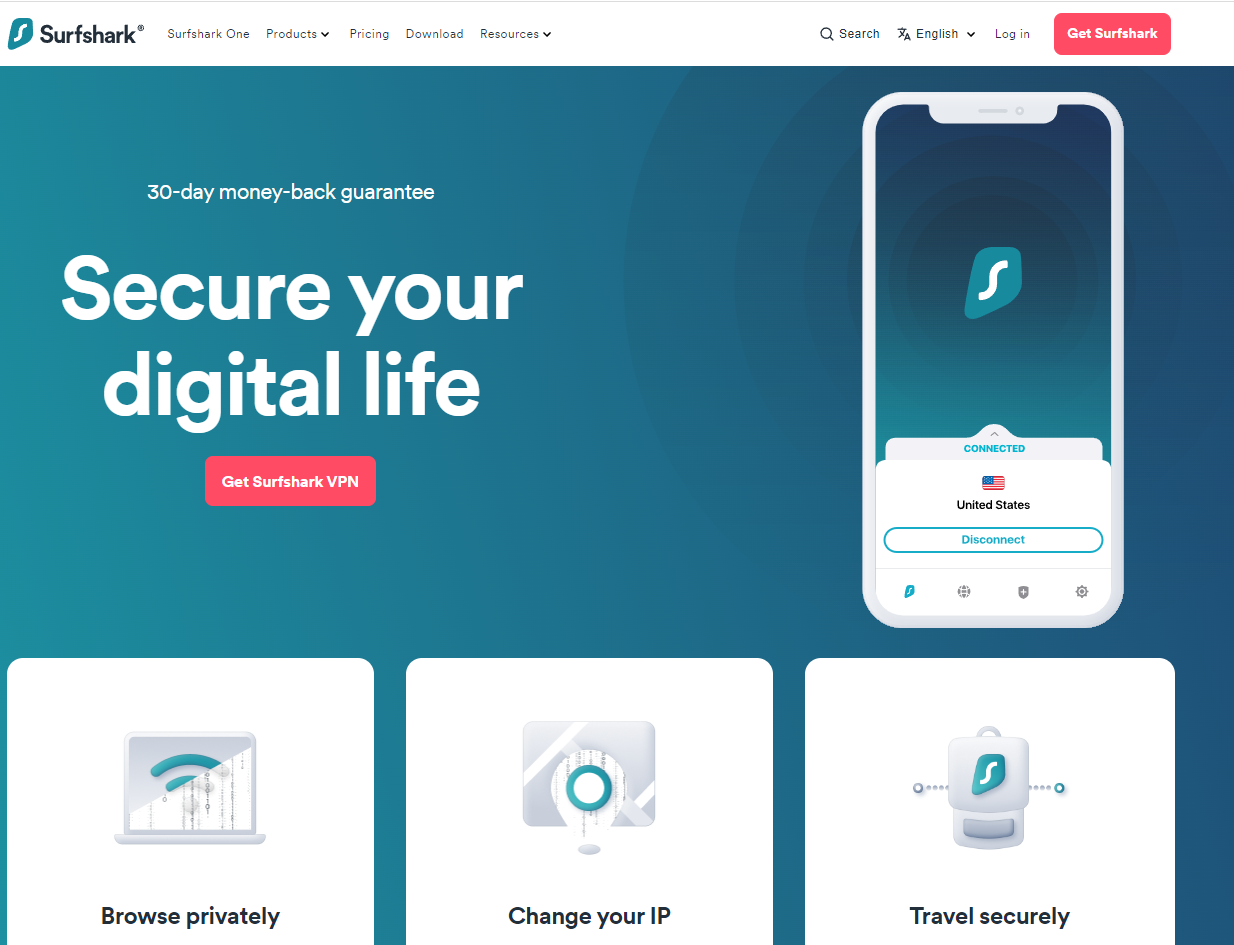 Surfshark®
Surfshark One
Products
Pricing
Download
Resources
Search
English
Log in
Get Surfshark
30-day money-back guarantee
Secure your
digital life
Get Surfshark VPN
CONNECTED
United States
Disconnect
Browse privately
Change your IP
Travel securely